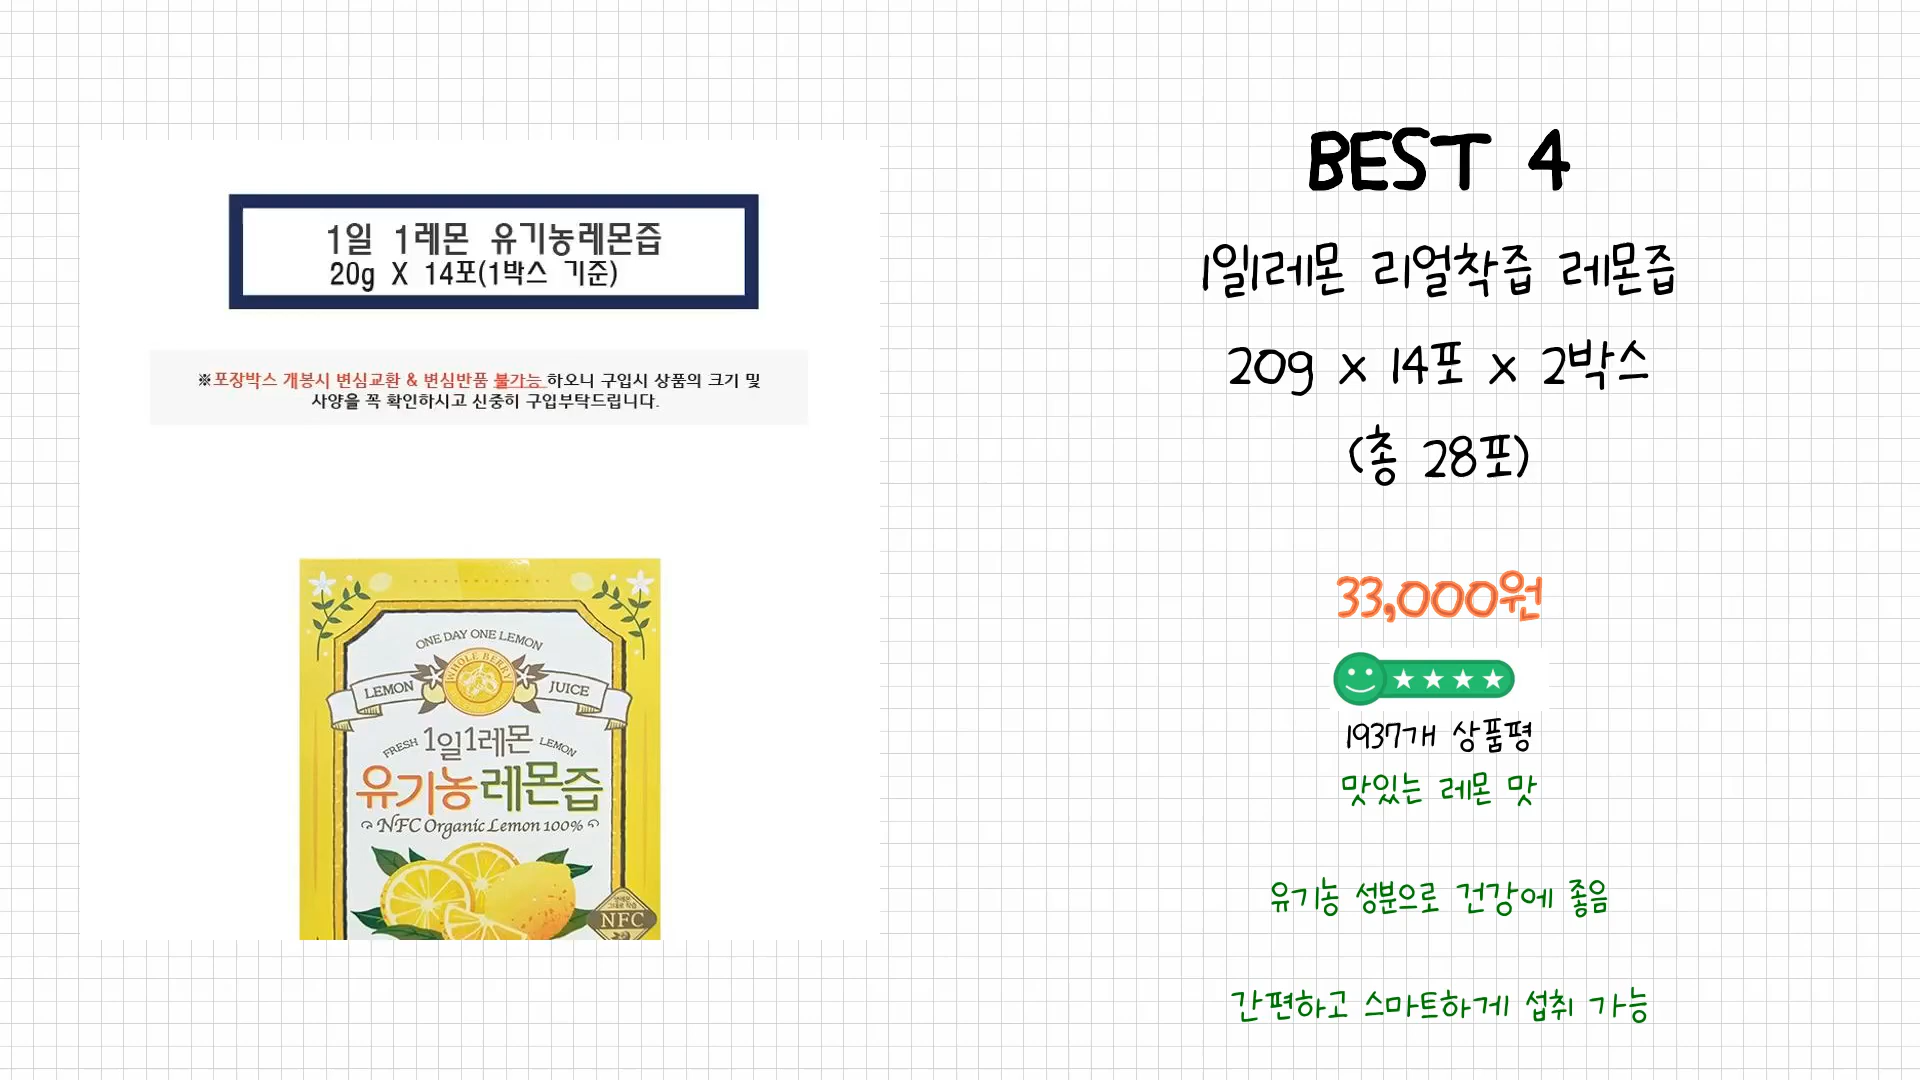 1일 1레몬 유기농레몬즙
20g X 14포(1박스 기준)
※포장박스 개봉시 변심교환 & 변심반품 불가능 하오니 구입시 상품의 크기 및
사양을 꼭 확인하시고 신중히 구입부탁드립니다.
ONE DAY ONE LEMON
WHOLE BERRY
LEMON JUICE
FRESH 1일1레몬 LEMON
유기농레몬즙
NFC Organic Lemon 100%
NFC
BEST 4
1일1레몬 리얼착즙 레몬즙
20g x 14포 x 2박스
(총 28포)
33,000원
1937개 상품평
맛있는 레몬 맛
유기농 성분으로 건강에 좋음
간편하고 스마트하게 섭취 가능